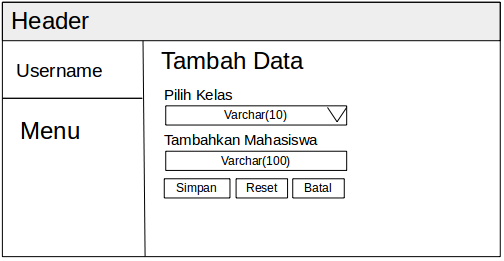 Header
Username
Menu
Tambah Data
Pilih Kelas
Varchar(10)
Tambahkan Mahasiswa
Varchar(100)
Simpan Reset Batal